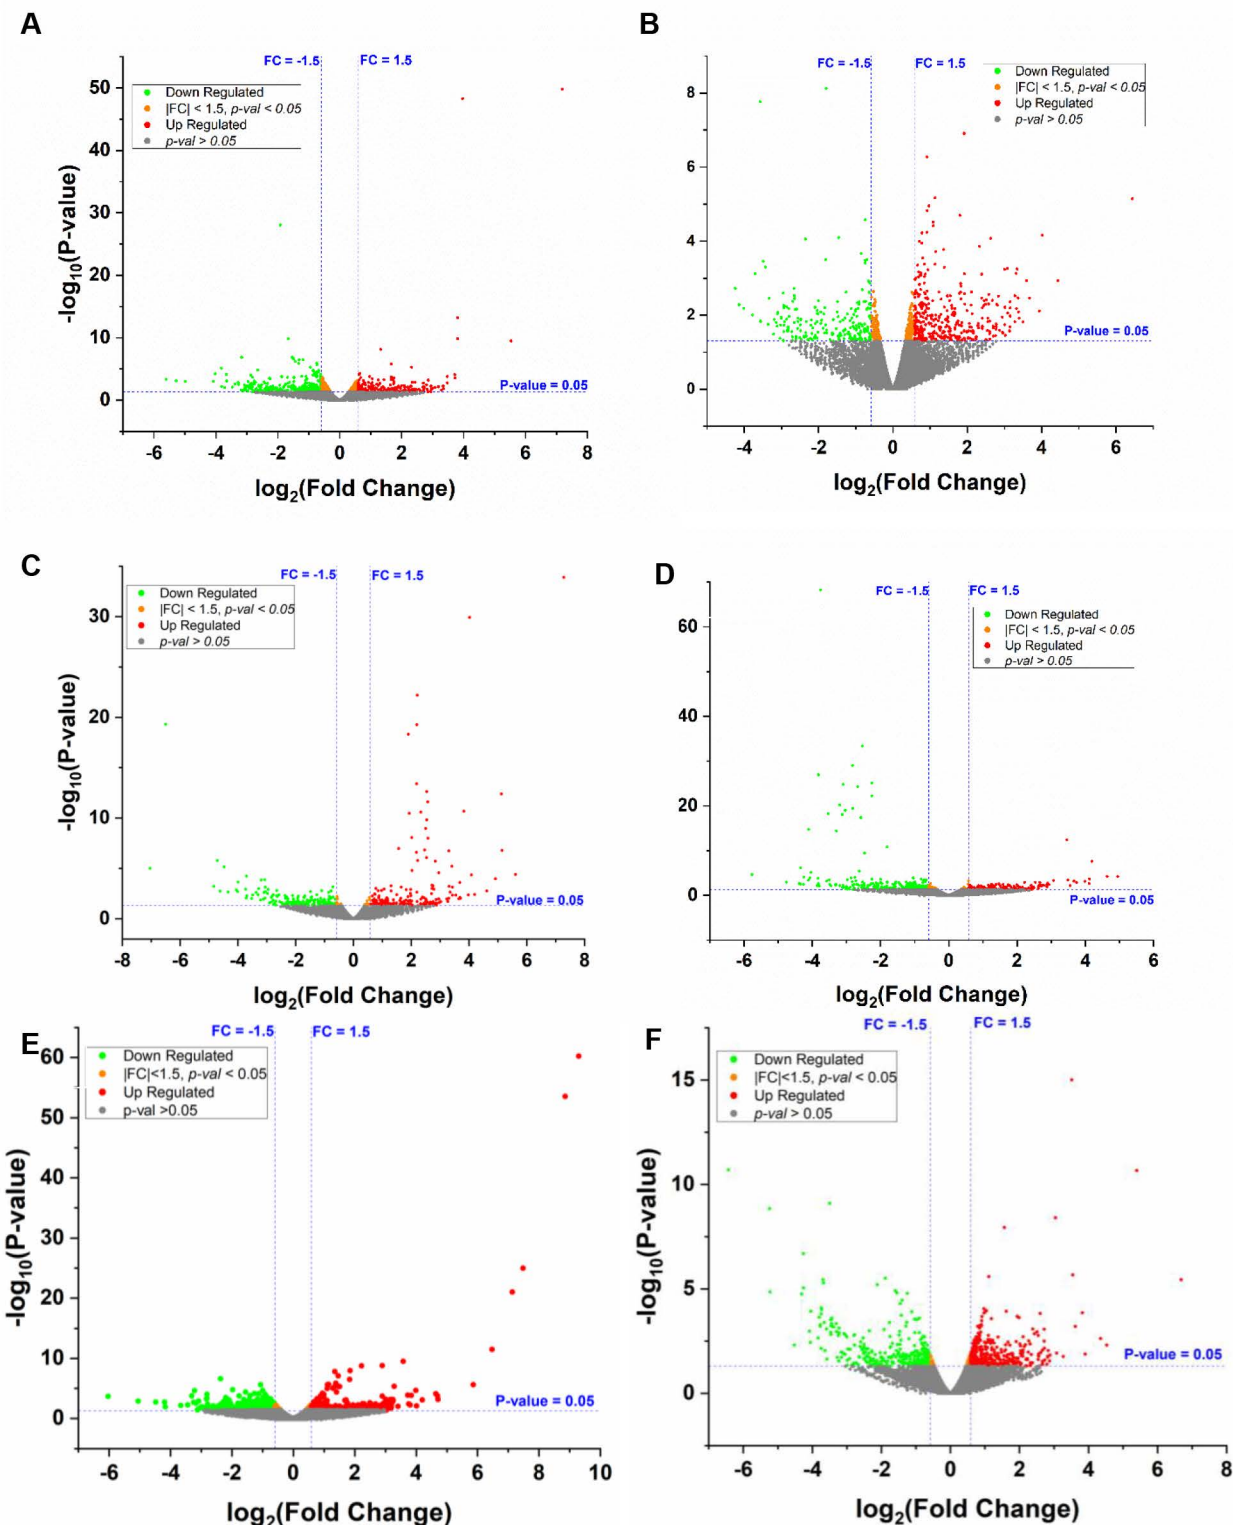 A
FC = -1.5 FC = 1.5
Down Regulated
|FC| < 1.5, p-val < 0.05
Up Regulated
p-val > 0.05
P-value = 0.05
50
40
30
20
10
0
-log10(P-value)
-6 -4 -2 0 2 4 6 8
log2(Fold Change)
B
FC = -1.5 FC = 1.5
Down Regulated
|FC| < 1.5, p-val < 0.05
Up Regulated
p-val > 0.05
P-value = 0.05
8
6
4
2
0
-4 -2 0 2 4 6
log2(Fold Change)
C
FC = -1.5 FC = 1.5
Down Regulated
|FC| < 1.5, p-val < 0.05
Up Regulated
p-val > 0.05
P-value = 0.05
30
20
10
0
-log10(P-value)
-8 -6 -4 -2 0 2 4 6 8
log2(Fold Change)
D
FC = -1.5 FC = 1.5
Down Regulated
|FC| < 1.5, p-val < 0.05
Up Regulated
p-val > 0.05
P-value = 0.05
60
40
20
0
-6 -4 -2 0 2 4 6
log2(Fold Change)
E
FC = -1.5 FC = 1.5
Down Regulated
|FC|<1.5, p-val < 0.05
Up Regulated
p-val >0.05
P-value = 0.05
60
50
40
30
20
10
0
-log10(P-value)
-6 -4 -2 0 2 4 6 8 10
log2(Fold Change)
F
FC = -1.5 FC = 1.5
Down Regulated
|FC|<1.5, p-val < 0.05
Up Regulated
p-val > 0.05
P-value = 0.05
15
10
5
0
-log10(P-value)
-6 -4 -2 0 2 4 6 8
log2(Fold Change)